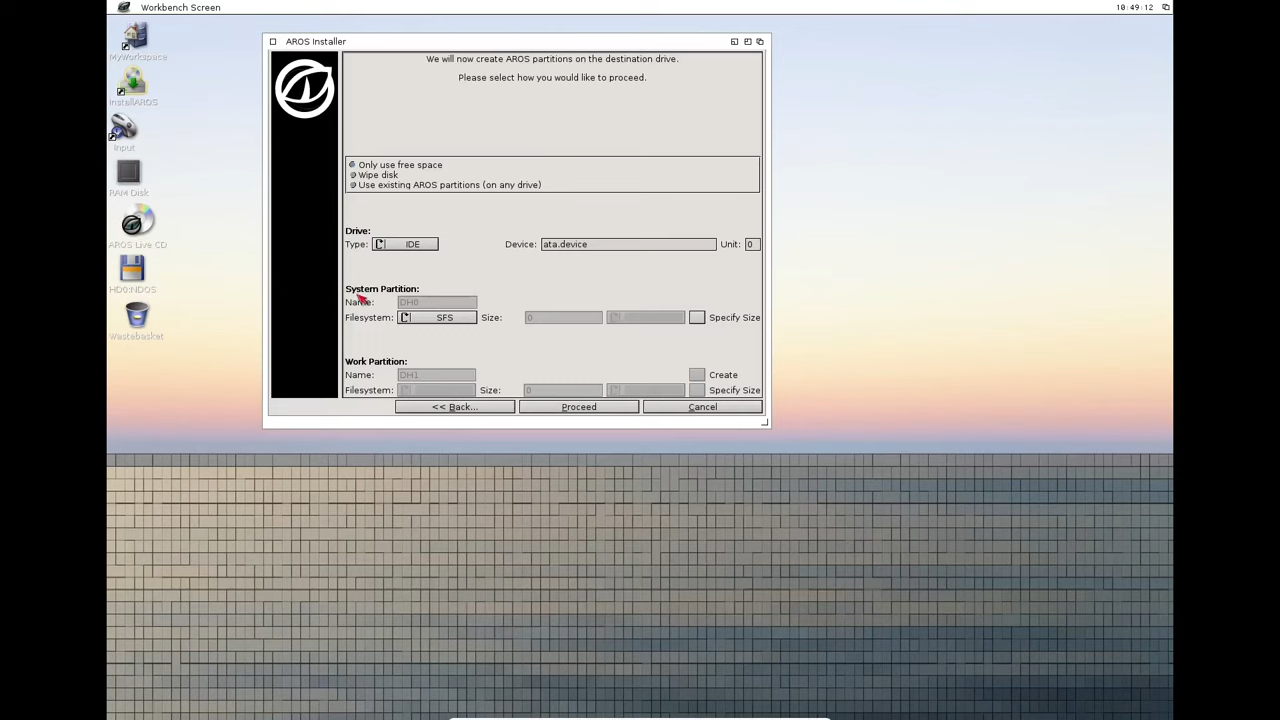 Workbench Screen
10:49:12
MyWorkspace
InstallAROS
Input
RAM Disk
AROS Live CD
HD0:NDOS
Wastebasket
AROS Installer
We will now create AROS partitions on the destination drive.
Please select how you would like to proceed.
Only use free space
Wipe disk
Use existing AROS partitions (on any drive)
Drive:
Type: IDE Device: ata.device Unit: 0
System Partition:
Name: DH0
Filesystem: SFS Size: 0 Specify Size
Work Partition:
Name: DH1 Create
Filesystem: Size: 0 Specify Size
<< Back... Proceed Cancel